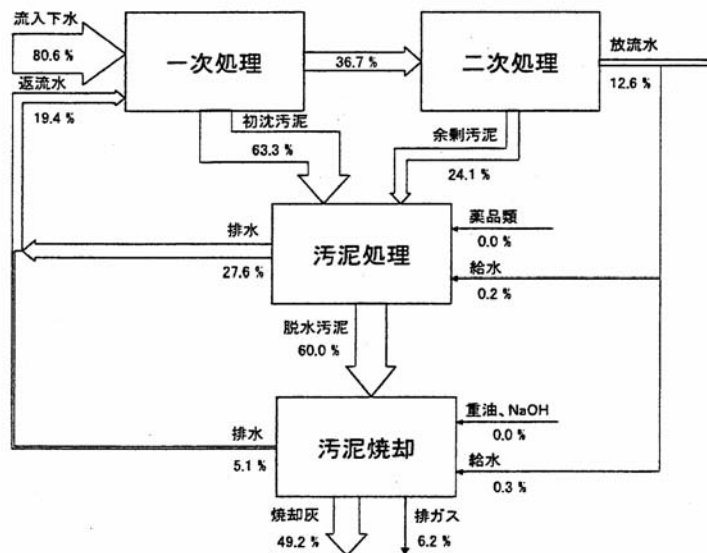 流入下水
80.6 %
一次処理
36.7 %
二次処理
放流水
12.6 %
返流水
19.4 %
初沈汚泥
63.3 %
余剰汚泥
24.1 %
排水
27.6 %
汚泥処理
薬品類
0.0 %
給水
0.2 %
脱水汚泥
60.0 %
排水
5.1 %
汚泥焼却
重油、NaOH
0.0 %
給水
0.3 %
焼却灰
49.2 %
排ガス
6.2 %